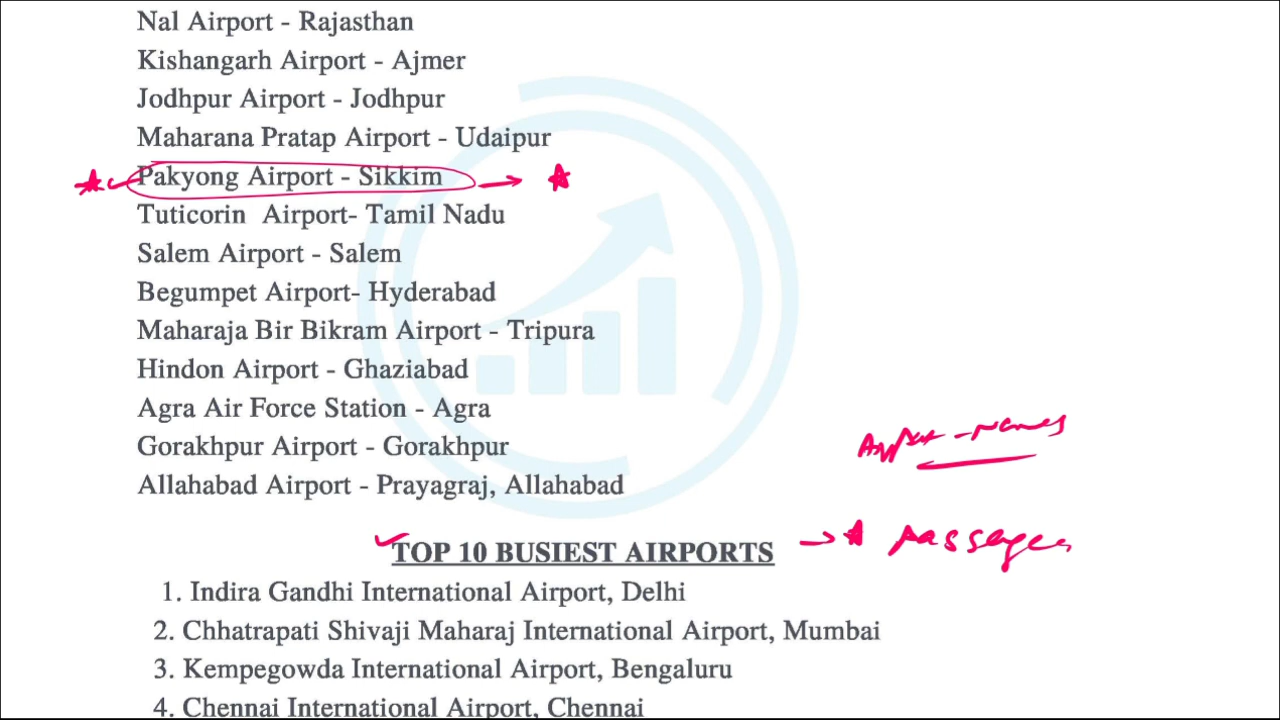 Nal Airport - Rajasthan
Kishangarh Airport - Ajmer
Jodhpur Airport - Jodhpur
Maharana Pratap Airport - Udaipur
Pakyong Airport - Sikkim
Tuticorin  Airport- Tamil Nadu
Salem Airport - Salem
Begumpet Airport- Hyderabad
Maharaja Bir Bikram Airport - Tripura
Hindon Airport - Ghaziabad
Agra Air Force Station - Agra
Gorakhpur Airport - Gorakhpur
Allahabad Airport - Prayagraj, Allahabad
TOP 10 BUSIEST AIRPORTS
1. Indira Gandhi International Airport, Delhi
2. Chhatrapati Shivaji Maharaj International Airport, Mumbai
3. Kempegowda International Airport, Bengaluru
4. Chennai International Airport, Chennai